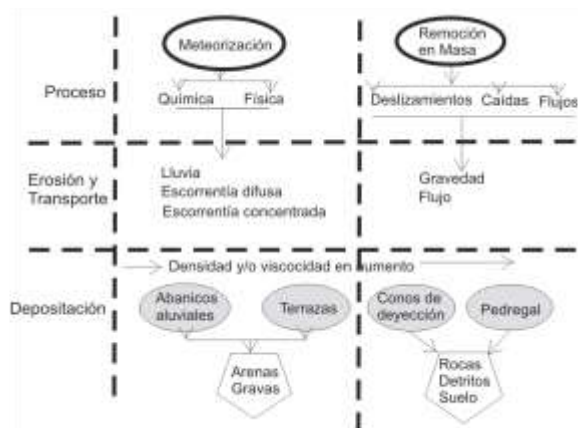 Meteorización
Remoción
en Masa
Proceso
Química Física
Deslizamientos Caídas Flujos
Erosión y
Transporte
Lluvia
Escorrentía difusa
Escorrentía concentrada
Gravedad
Flujo
Densidad y/o viscocidad en aumento
Depositación
Abanicos
aluviales
Terrazas
Conos de
deyección
Pedregal
Arenas
Gravas
Rocas
Detritos
Suelo